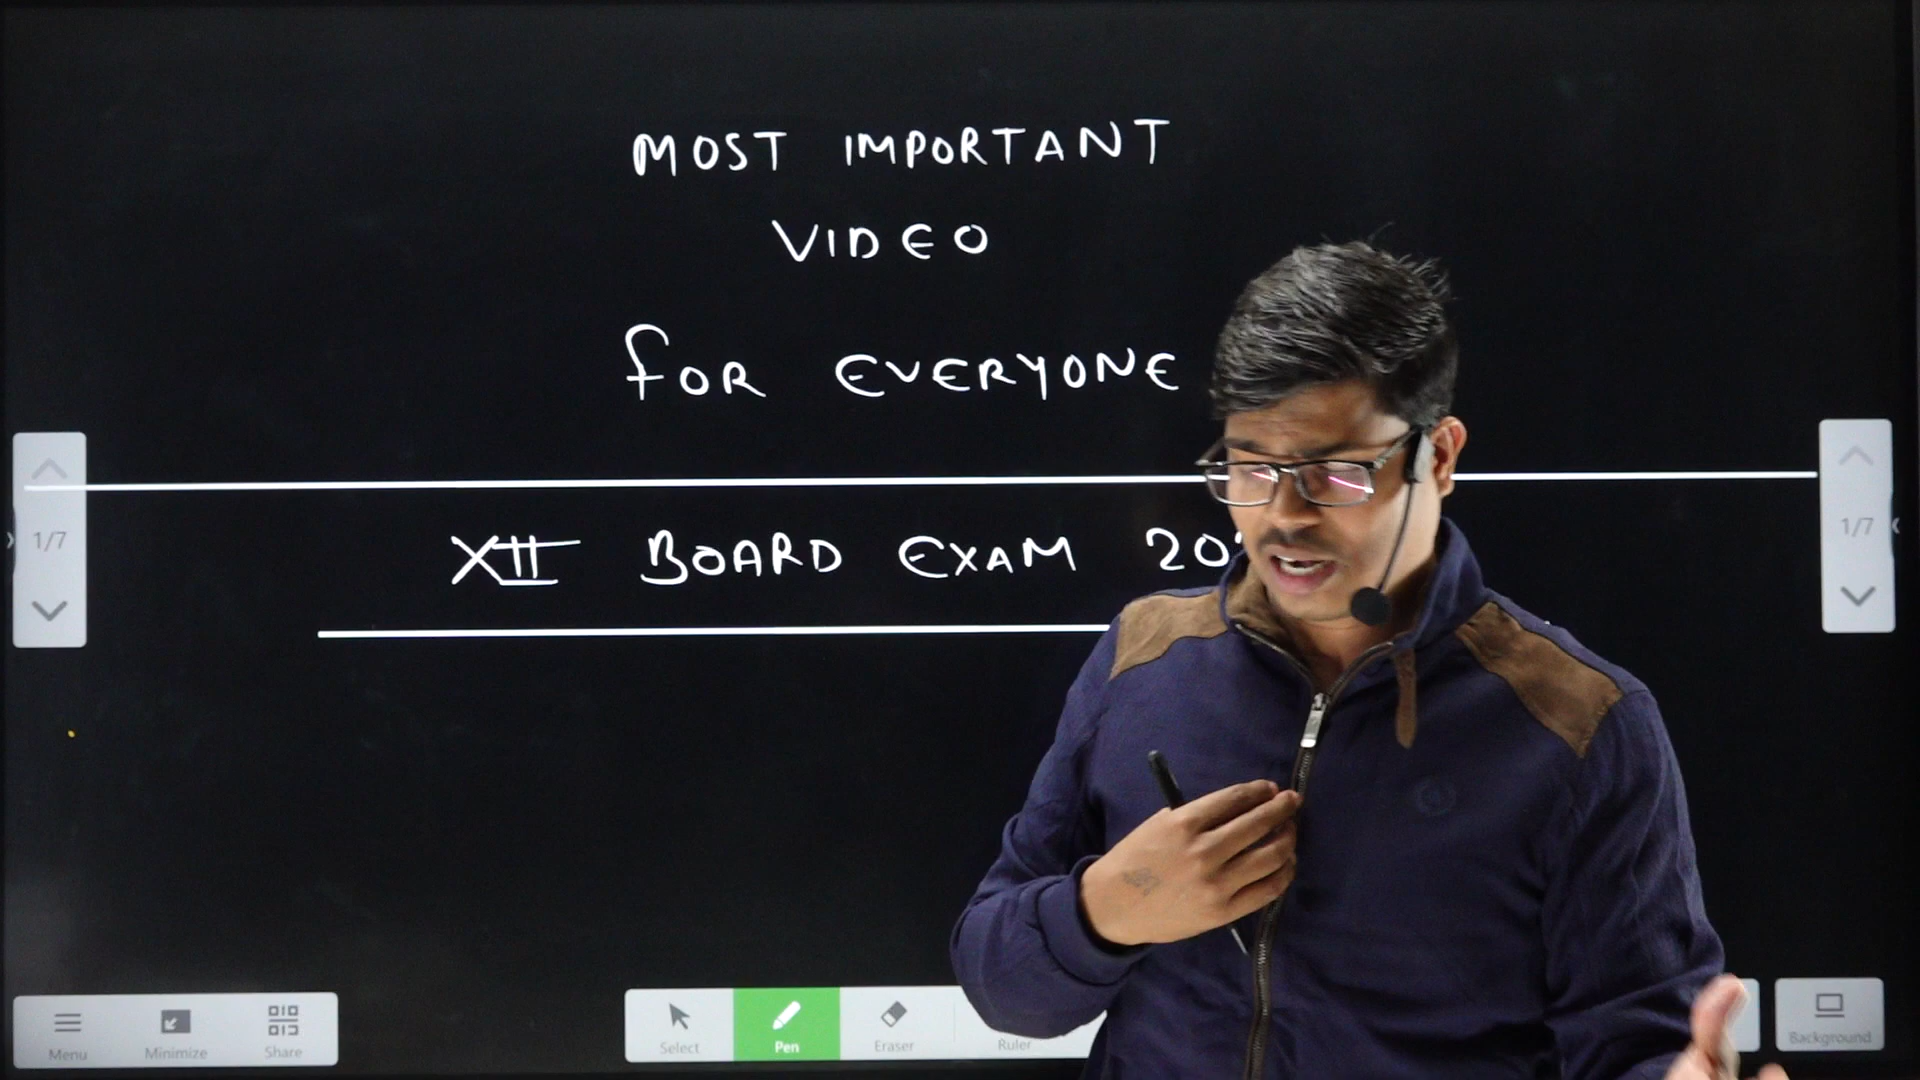 MOST IMPORTANT
VIDEO
FOR EVERYONE
1/7
1/7
XII BOARD EXAM
Menu
Minimize
Share
Select
Pen
Eraser
Ruler
Background